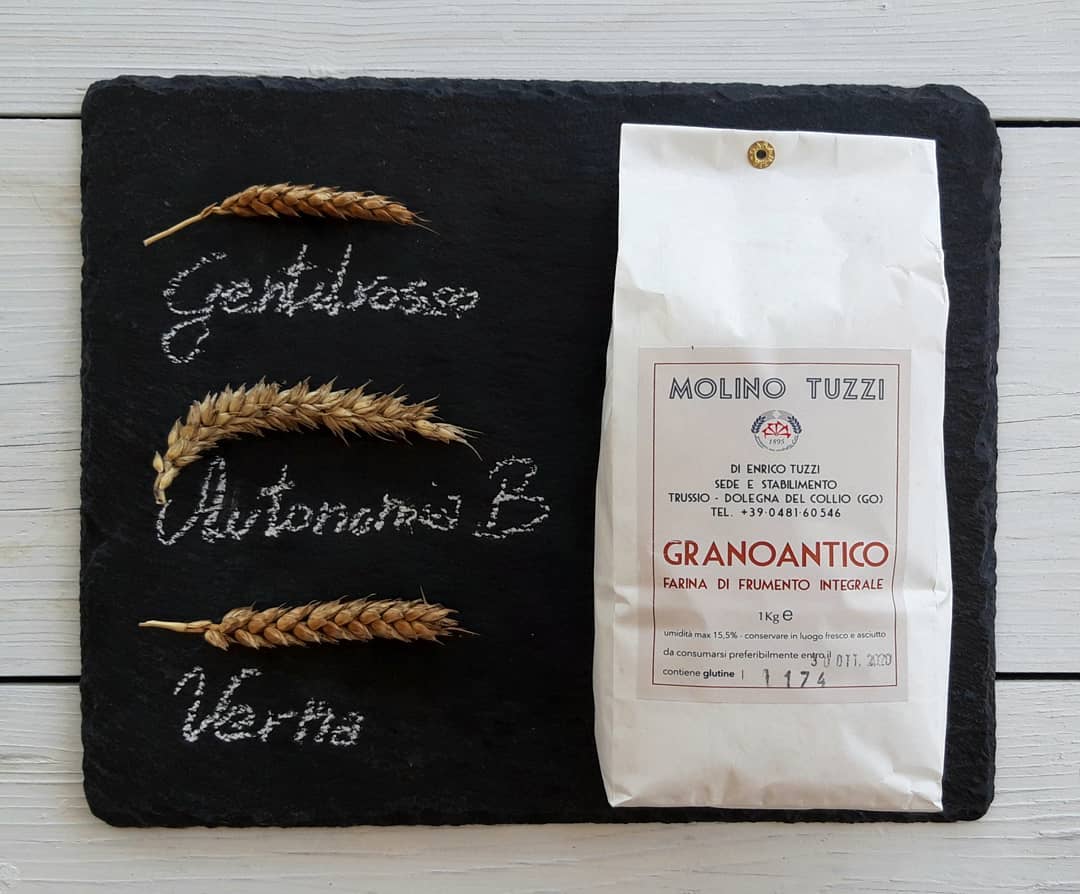 Gentilrosso
Autonomia B
Verna
MOLINO TUZZI
1895
DI ENRICO TUZZI
SEDE E STABILIMENTO
TRUSSIO - DOLEGNA DEL COLLIO (GO)
TEL. +39·0481·60546
GRANOANTICO
FARINA DI FRUMENTO INTEGRALE
1Kg e
umidità max 15,5% - conservare in luogo fresco e asciutto
da consumarsi preferibilmente entro il 30 OTT. 2020
contiene glutine | 1174